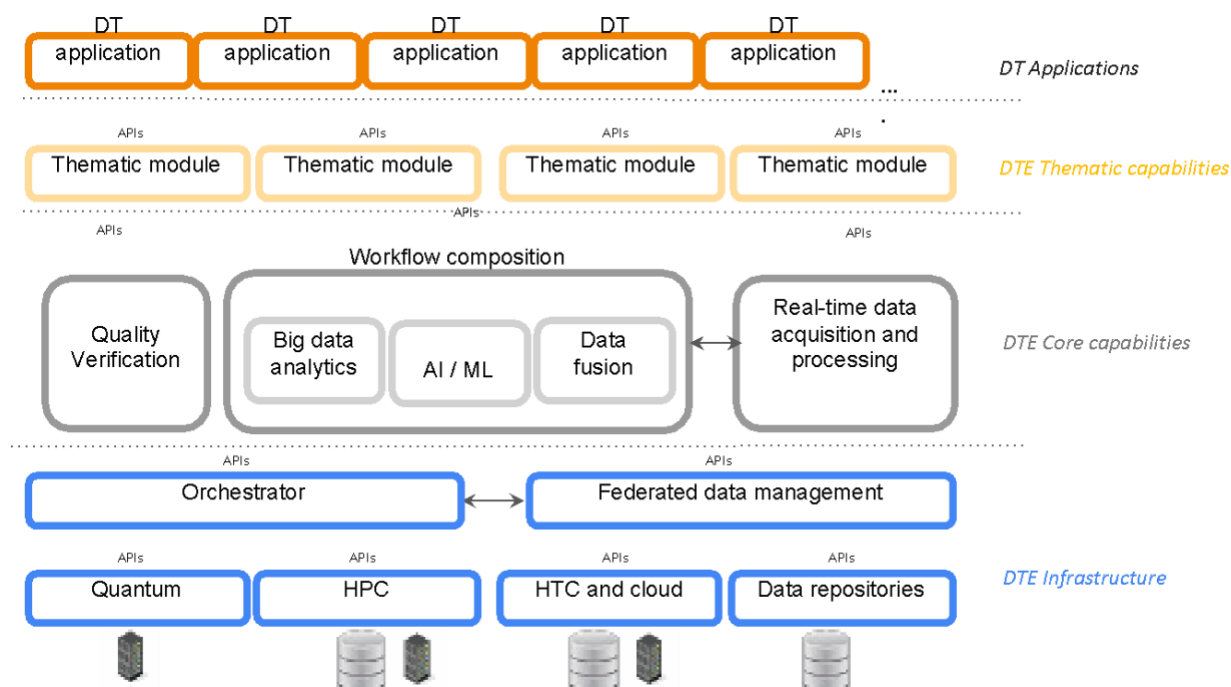 DT DT DT DT DT
application application application application application
DT Applications
...
.
APIs APIs APIs APIs
Thematic module Thematic module Thematic module Thematic module
DTE Thematic capabilities
APIs
APIs APIs
Workflow composition
Quality
Verification
Big data
analytics
AI / ML
Data
fusion
Real-time data
acquisition and
processing
DTE Core capabilities
APIs APIs
Orchestrator Federated data management
APIs APIs APIs APIs
Quantum HPC HTC and cloud Data repositories
DTE Infrastructure